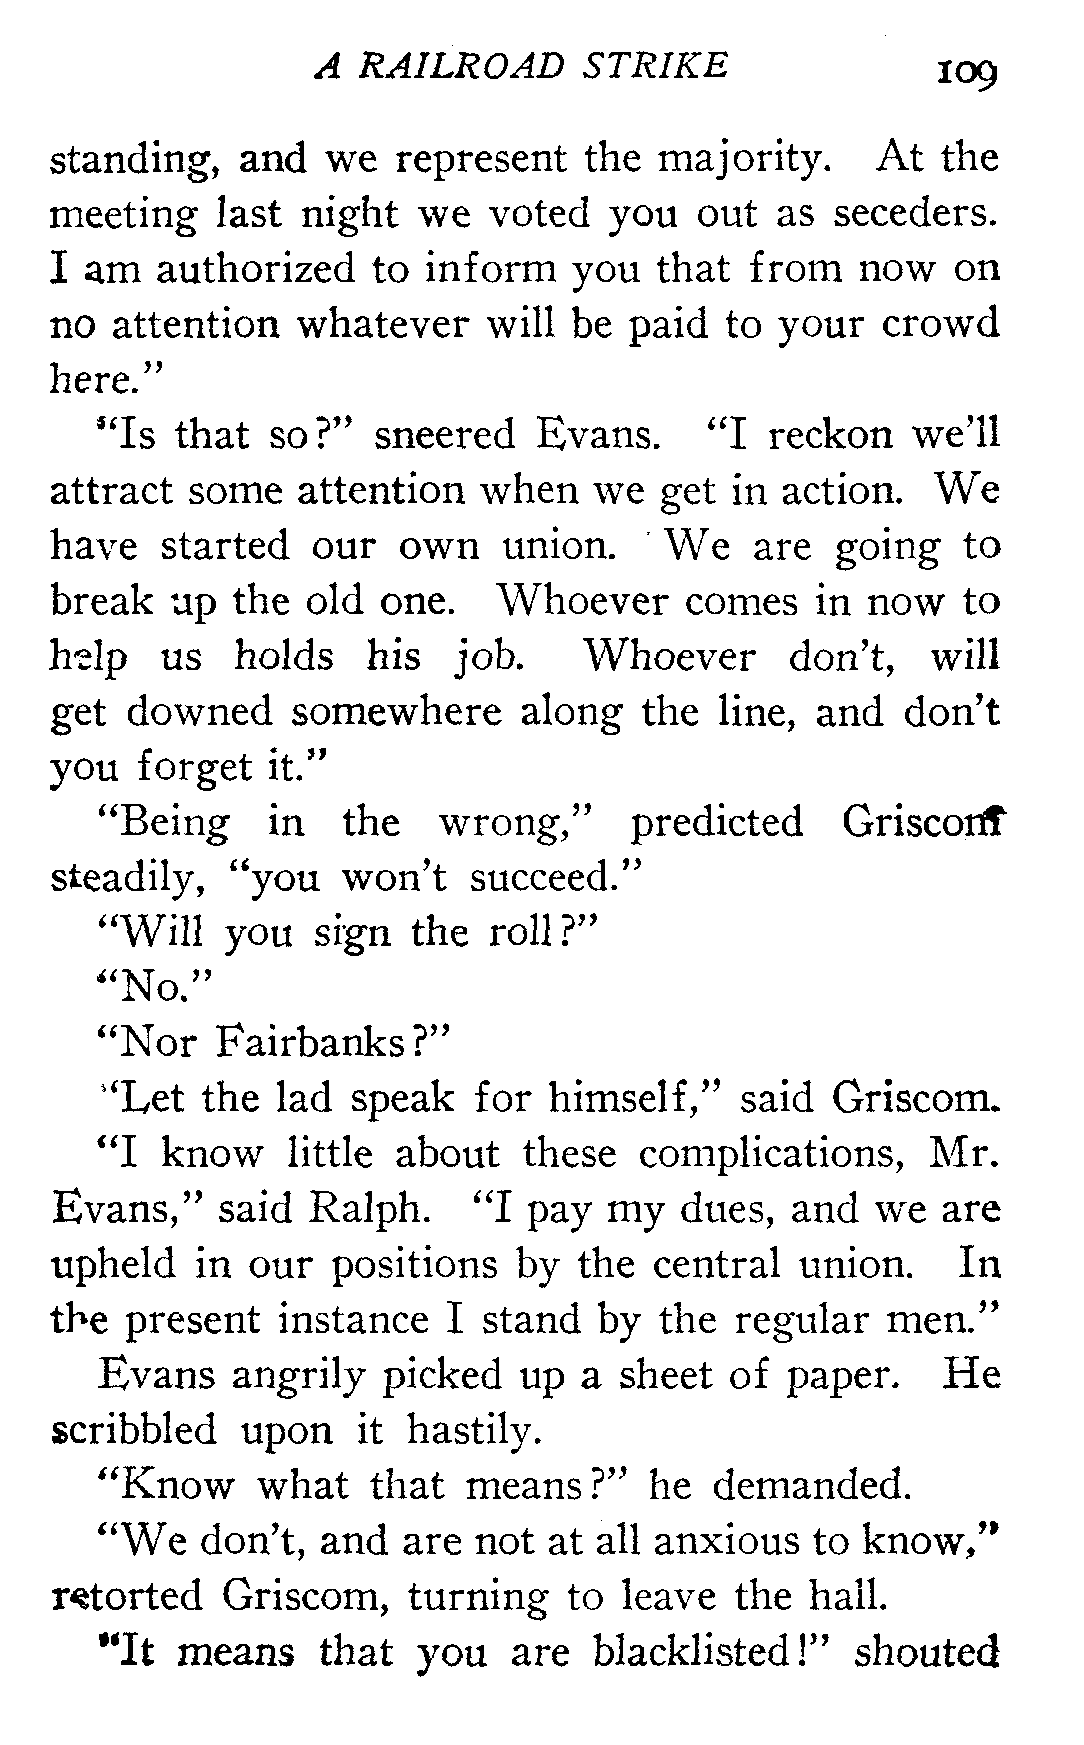 A RAILROAD STRIKE 109
standing, and we represent the majority. At the
meeting last night we voted you out as seceders.
I am authorized to inform you that from now on
no attention whatever will be paid to your crowd
here."
"Is that so?" sneered Evans. "I reckon we'll
attract some attention when we get in action. We
have started our own union. We are going to
break up the old one. Whoever comes in now to
help us holds his job. Whoever don't, will
get downed somewhere along the line, and don't
you forget it."
"Being in the wrong," predicted Griscom
steadily, "you won't succeed."
"Will you sign the roll?"
"No."
"Nor Fairbanks?"
"Let the lad speak for himself," said Griscom.
"I know little about these complications, Mr.
Evans," said Ralph. "I pay my dues, and we are
upheld in our positions by the central union. In
the present instance I stand by the regular men."
Evans angrily picked up a sheet of paper. He
scribbled upon it hastily.
"Know what that means?" he demanded.
"We don't, and are not at all anxious to know,"
retorted Griscom, turning to leave the hall.
"It means that you are blacklisted!" shouted